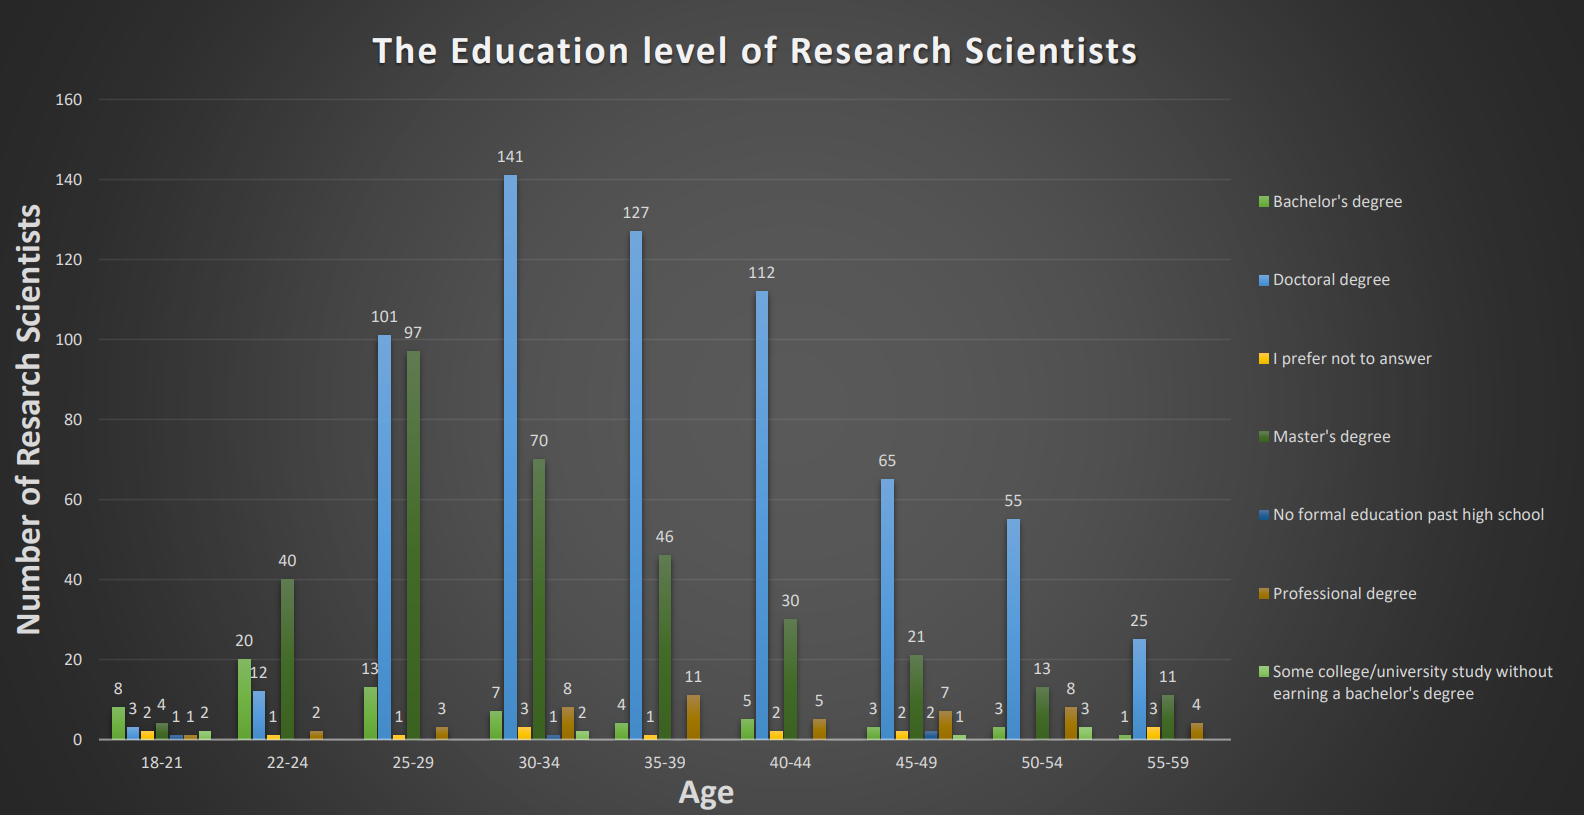 The Education level of Research Scientists
Number of Resarch Scientists
160
140
120
100
80
60
40
20
0
8 3 2 4 1 1 2
20 12 1 40 2
13 101 1 97 3
7 141 3 70 1 8 2
4 127 1 46 11
5 112 2 30 5
3 65 2 21 2 7 1
3 55 13 8 3
1 25 3 11 4
18-21 22-24 25-29 30-34 35-39 40-44 45-49 50-54 55-59
Age
Bachelor's degree
Doctoral degree
I prefer not to answer
Master's degree
No formal education past high school
Professional degree
Some college/university study without
earning a bachelor's degree